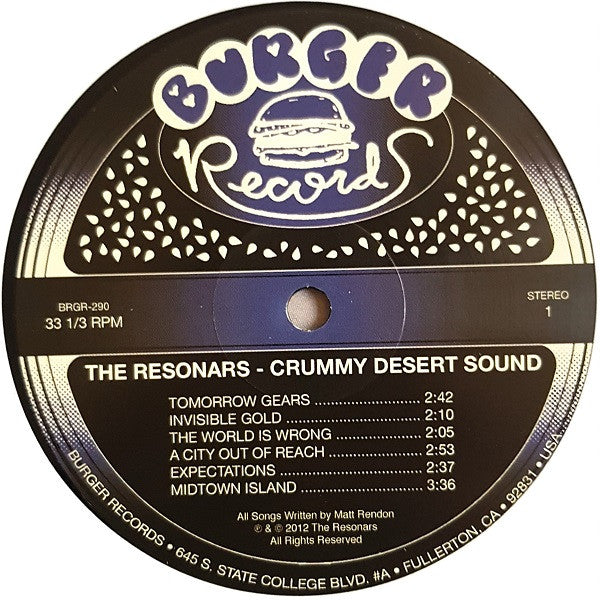 BURGER
Records
BRGR-290
33 1/3 RPM
STEREO
1
THE RESONARS - CRUMMY DESERT SOUND
TOMORROW GEARS ........................... 2:42
INVISIBLE GOLD ................................. 2:10
THE WORLD IS WRONG ..................... 2:05
A CITY OUT OF REACH ...................... 2:53
EXPECTATIONS ................................. 2:37
MIDTOWN ISLAND .............................. 3:36
All Songs Written by Matt Rendon
℗ & © 2012 The Resonars
All Rights Reserved
BURGER RECORDS • 645 S. STATE COLLEGE BLVD. #A • FULLERTON, CA • 92831 • USA